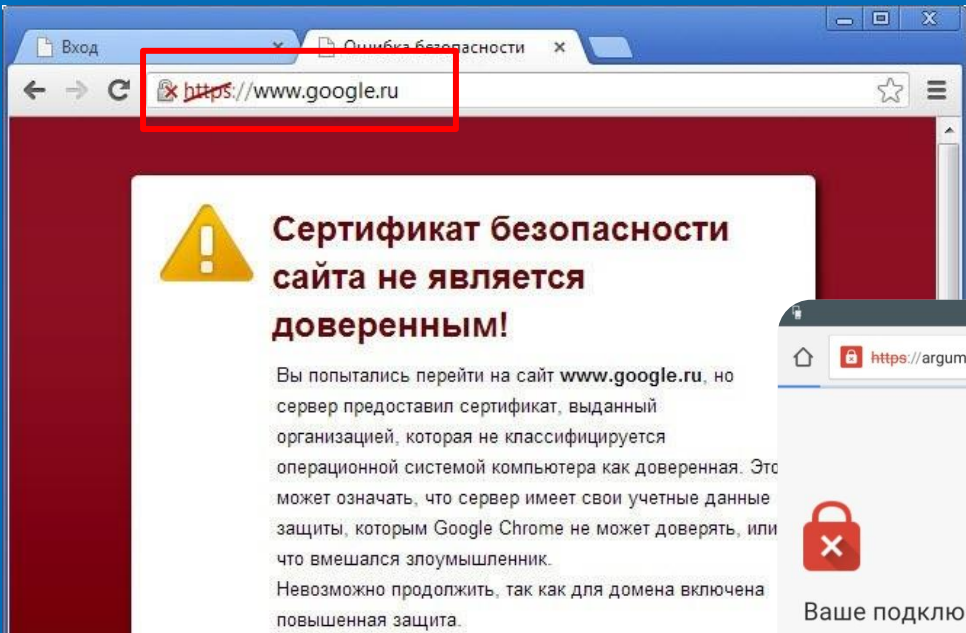 Вход
Ошибка безопасности
https://www.google.ru
Сертификат безопасности
сайта не является
доверенным!
Вы попытались перейти на сайт www.google.ru, но
сервер предоставил сертификат, выданный
организацией, которая не классифицируется
операционной системой компьютера как доверенная. Это
может означать, что сервер имеет свои учетные данные
защиты, которым Google Chrome не может доверять, или
что вмешался злоумышленник.
Невозможно продолжить, так как для домена включена
повышенная защита.
https://argum
Ваше подклю